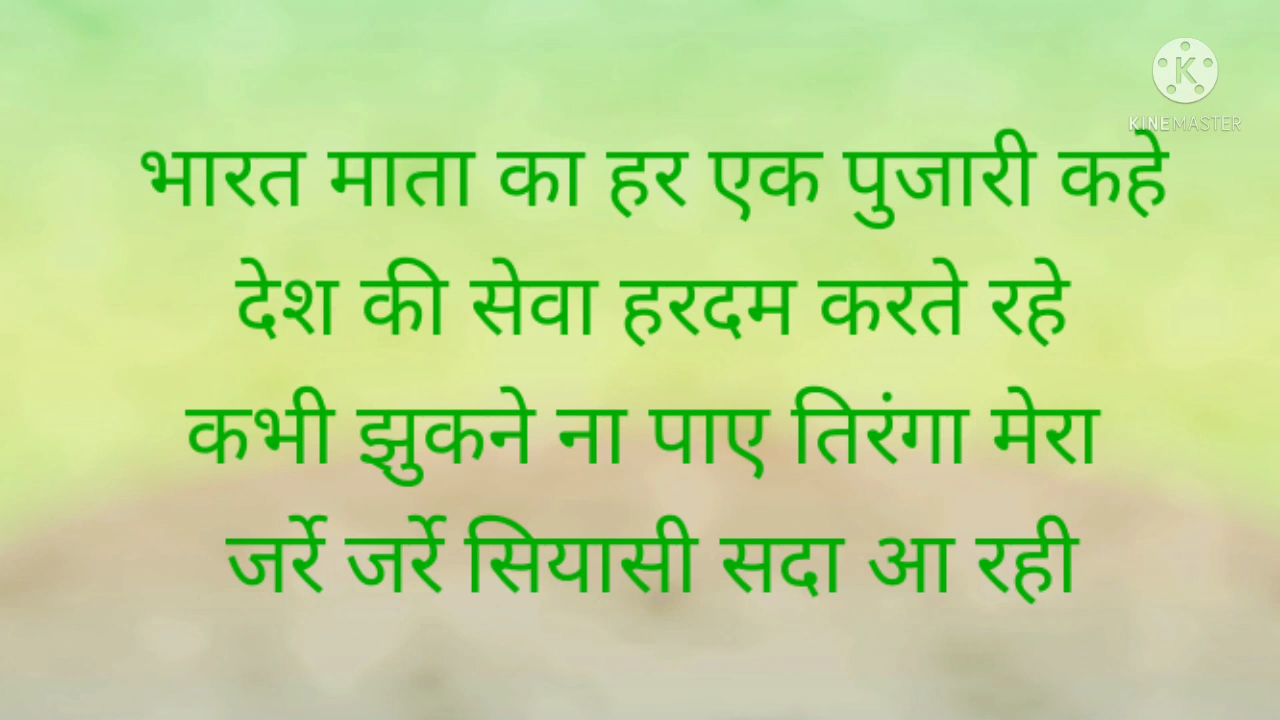 KINEMASTER
भारत माता का हर एक पुजारी कहे
देश की सेवा हरदम करते रहे
कभी झुकने ना पाए तिरंगा मेरा
जर्रे जर्रे सियासी सदा आ रही